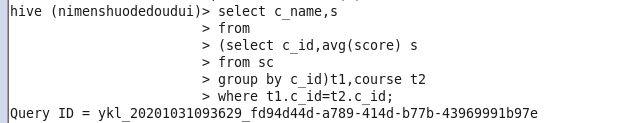 hive (nimenshuodedoudui)> select c_name,s
> from
> (select c_id,avg(score) s
> from sc
> group by c_id)t1,course t2
> where t1.c_id=t2.c_id;
Query ID = ykl_20201031093629_fd94d44d-a789-414d-b77b-43969991b97e